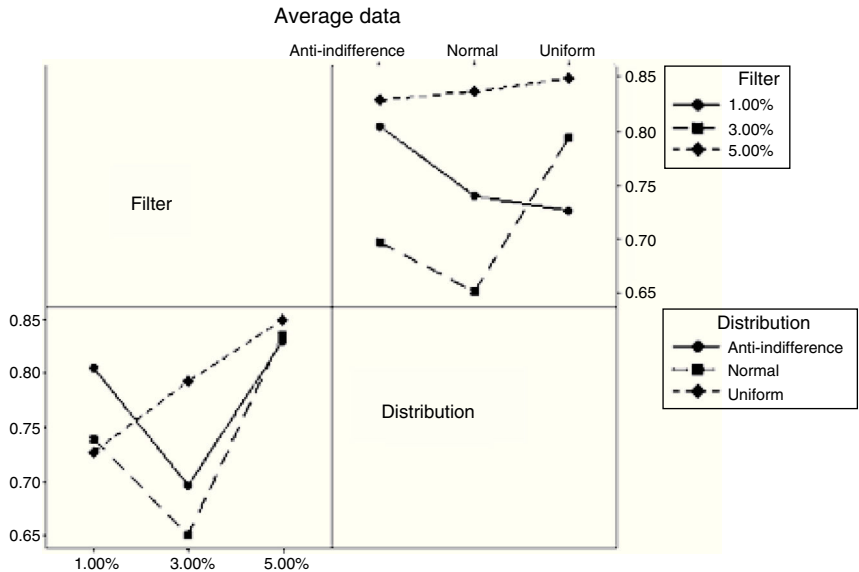 Average data
Anti-indifference Normal Uniform
0.85
0.80
0.75
0.70
0.65
Filter
1.00%
3.00%
5.00%
Filter
0.85
0.80
0.75
0.70
0.65
Distribution
Distribution
Anti-indifference
Normal
Uniform
1.00% 3.00% 5.00%